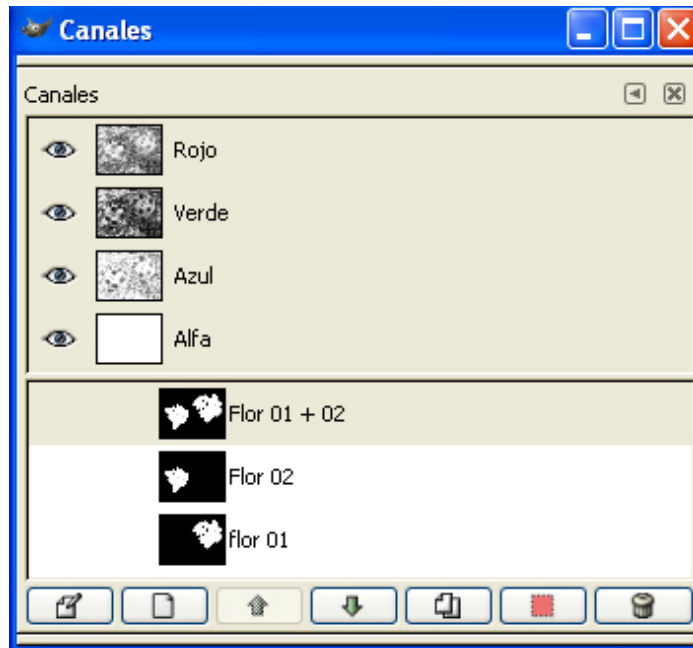 Canales
Canales
Rojo
Verde
Azul
Alfa
Flor 01 + 02
Flor 02
flor 01